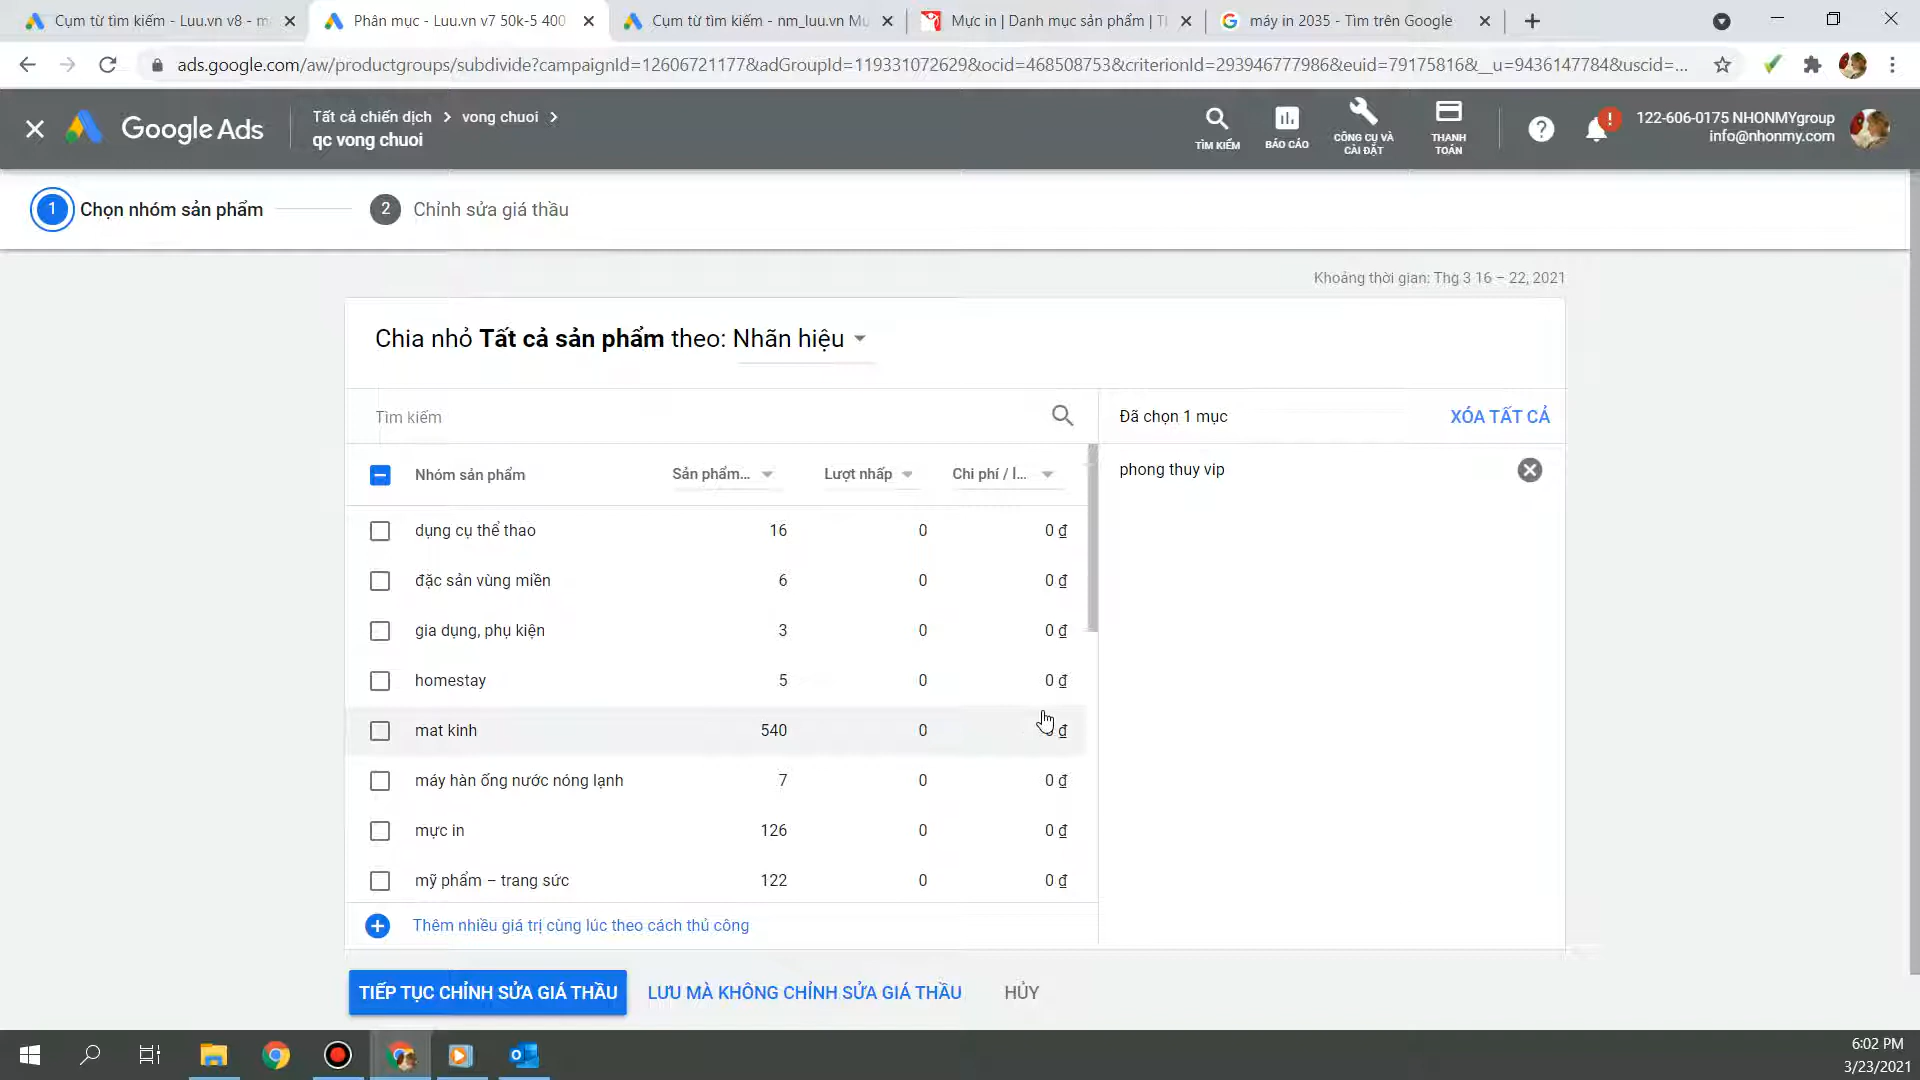 Cụm từ tìm kiếm - Luu.vn v8 - m
Phân mục - Luu.vn v7 50k-5 400
Cụm từ tìm kiếm - nm_luu.vn Mu
Mực in | Danh mục sản phẩm | Tl
máy in 2035 - Tìm trên Google
ads.google.com/aw/productgroups/subdivide?campaignId=12606721177&adGroupId=119331072629&ocid=468508753&criterionId=293946777986&euid=79175816&__u=9436147784&uscid=...
Google Ads
Tất cả chiến dịch > vong chuoi >
qc vong chuoi
TÌM KIẾM
BÁO CÁO
CÔNG CỤ VÀ
CÀI ĐẶT
THANH
TOÁN
122-606-0175 NHONMYgroup
info@nhonmy.com
1 Chọn nhóm sản phẩm
2 Chỉnh sửa giá thầu
Khoảng thời gian: Thg 3 16 – 22, 2021
Chia nhỏ Tất cả sản phẩm theo: Nhãn hiệu
Tìm kiếm
Đã chọn 1 mục
XÓA TẤT CẢ
Nhóm sản phẩm Sản phẩm... Lượt nhấp Chi phí / l...
phong thuy vip
dụng cụ thể thao 16 0 0 ₫
đặc sản vùng miền 6 0 0 ₫
gia dụng, phụ kiện 3 0 0 ₫
homestay 5 0 0 ₫
mat kinh 540 0 ₫
máy hàn ống nước nóng lạnh 7 0 0 ₫
mực in 126 0 0 ₫
mỹ phẩm – trang sức 122 0 0 ₫
Thêm nhiều giá trị cùng lúc theo cách thủ công
TIẾP TỤC CHỈNH SỬA GIÁ THẦU
LƯU MÀ KHÔNG CHỈNH SỬA GIÁ THẦU
HỦY
6:02 PM
3/23/2021